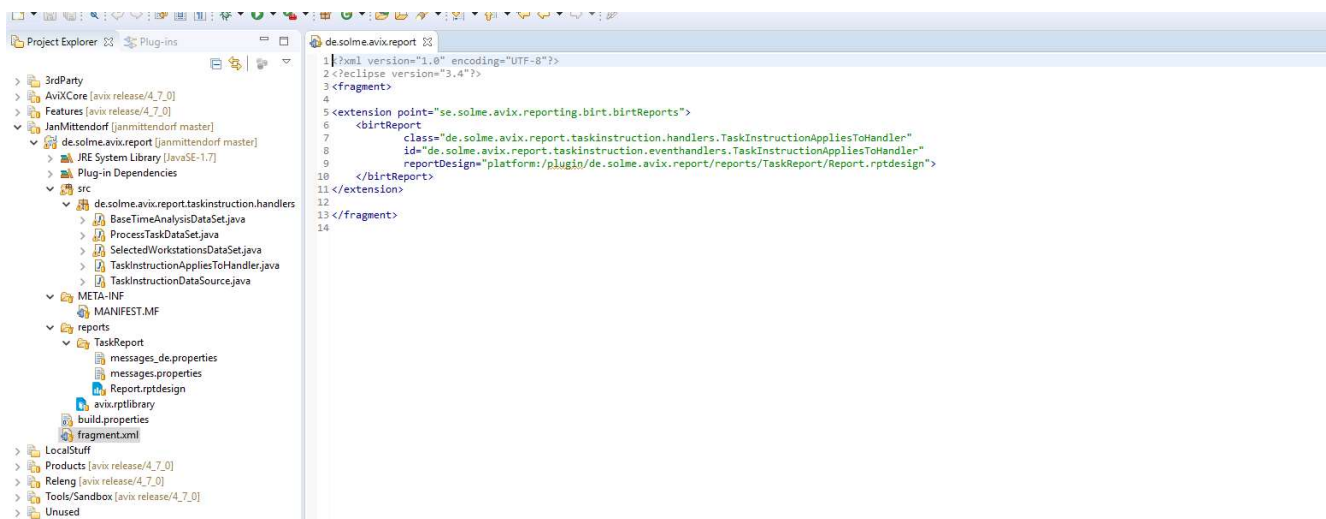 Project Explorer
Plug-ins
3rdParty
AviXCore [avix release/4_7_0]
Features [avix release/4_7_0]
JanMittendorf [janmittendorf master]
de.solme.avix.report [janmittendorf master]
JRE System Library [JavaSE-1.7]
Plug-in Dependencies
src
de.solme.avix.report.taskinstruction.handlers
BaseTimeAnalysisDataSet.java
ProcessTaskDataSet.java
SelectedWorkstationsDataSet.java
TaskInstructionAppliesToHandler.java
TaskInstructionDataSource.java
META-INF
MANIFEST.MF
reports
TaskReport
messages_de.properties
messages.properties
Report.rptdesign
avix.rptlibrary
build.properties
fragment.xml
LocalStuff
Products [avix release/4_7_0]
Releng [avix release/4_7_0]
Tools/Sandbox [avix release/4_7_0]
Unused
de.solme.avix.report
1 <?xml version="1.0" encoding="UTF-8"?>
2 <?eclipse version="3.4"?>
3 <fragment>
4
5 <extension point="se.solme.avix.reporting.birt.birtReports">
6 <birtReport
7 class="de.solme.avix.report.taskinstruction.handlers.TaskInstructionAppliesToHandler"
8 id="de.solme.avix.report.taskinstruction.eventhandlers.TaskInstructionAppliesToHandler"
9 reportDesign="platform:/plugin/de.solme.avix.report/reports/TaskReport/Report.rptdesign">
10 </birtReport>
11 </extension>
12
13 </fragment>
14